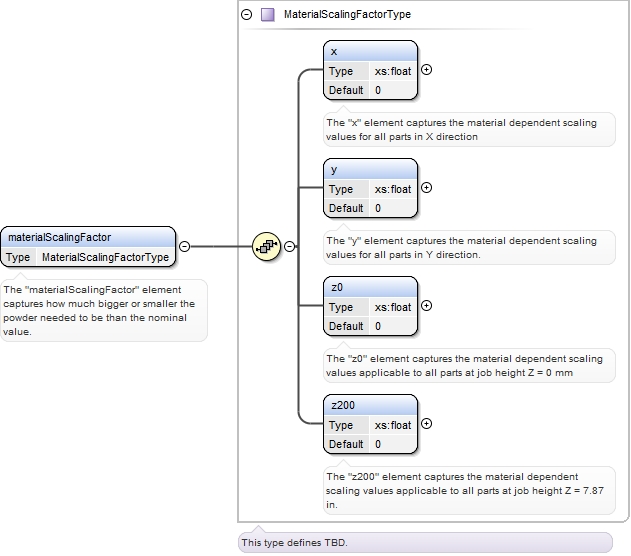 MaterialScalingFactorType
x
Type xs:float
Default 0
The "x" element captures the material dependent scaling
values for all parts in X direction
y
Type xs:float
Default 0
The "y" element captures the material dependent scaling
values for all parts in Y direction.
materialScalingFactor
Type MaterialScalingFactorType
The "materialScalingFactor" element
captures how much bigger or smaller the
powder needed to be than the nominal
value.
z0
Type xs:float
Default 0
The "z0" element captures the material dependent scaling
values applicable to all parts at job height Z = 0 mm
z200
Type xs:float
Default 0
The "z200" element captures the material dependent
scaling values applicable to all parts at job height Z = 7.87
in.
This type defines TBD.